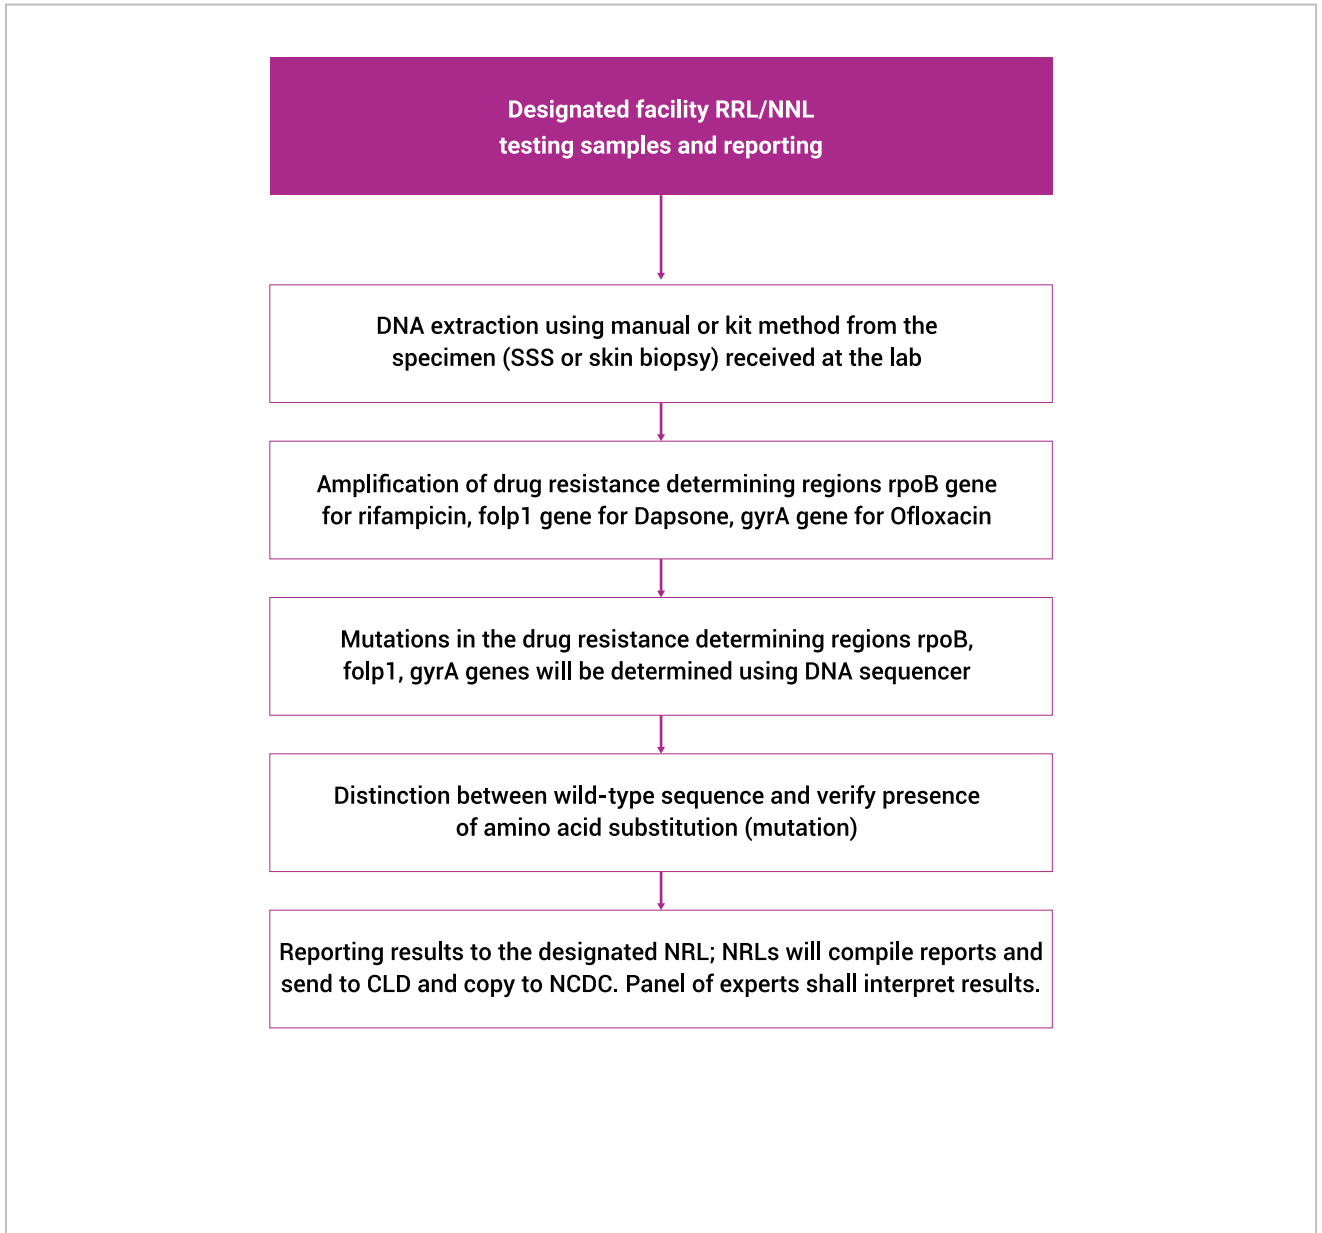 Designated facility RRL/NNL
testing samples and reporting
DNA extraction using manual or kit method from the
specimen (SSS or skin biopsy) received at the lab
Amplification of drug resistance determining regions rpoB gene
for rifampicin, folp1 gene for Dapsone, gyrA gene for Ofloxacin
Mutations in the drug resistance determining regions rpoB,
folp1, gyrA genes will be determined using DNA sequencer
Distinction between wild-type sequence and verify presence
of amino acid substitution (mutation)
Reporting results to the designated NRL; NRLs will compile reports and
send to CLD and copy to NCDC. Panel of experts shall interpret results.